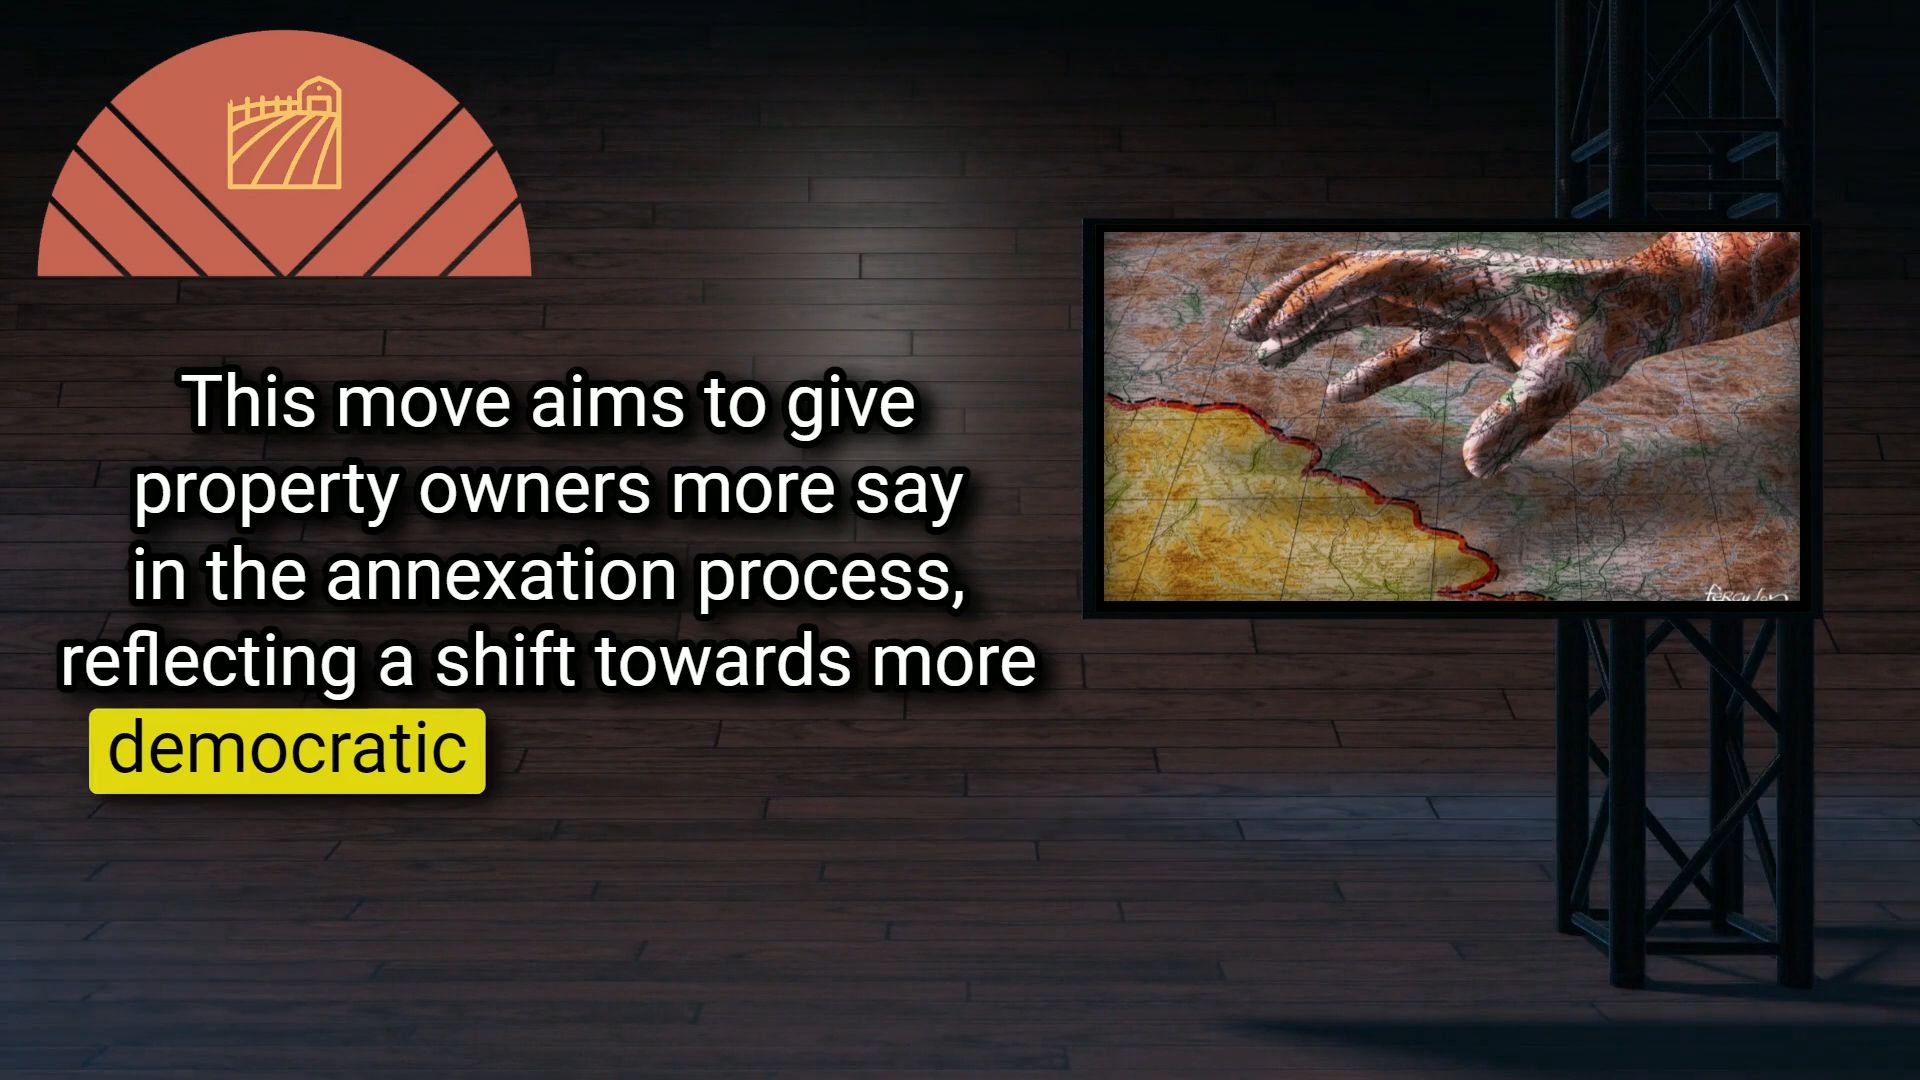 This move aims to give
property owners more say
in the annexation process,
reflecting a shift towards more
democratic